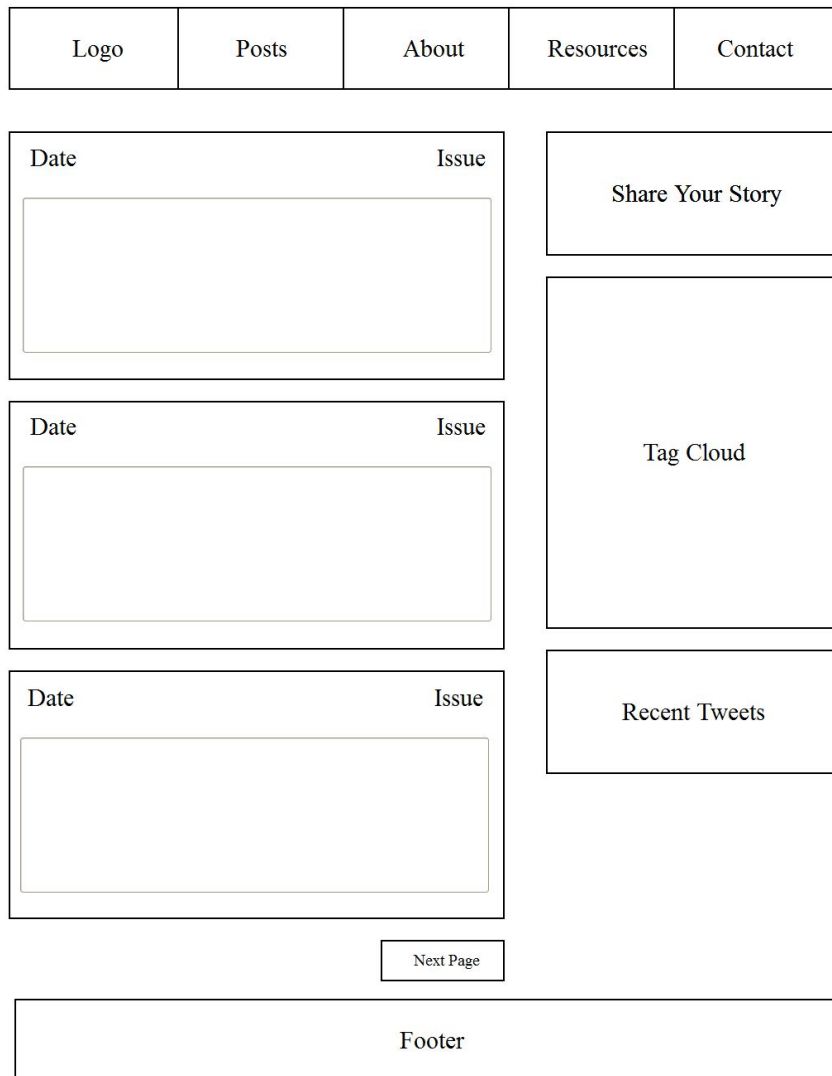 Logo
Posts
About
Resources
Contact
Date
Issue
Date
Issue
Date
Issue
Next Page
Share Your Story
Tag Cloud
Recent Tweets
Footer